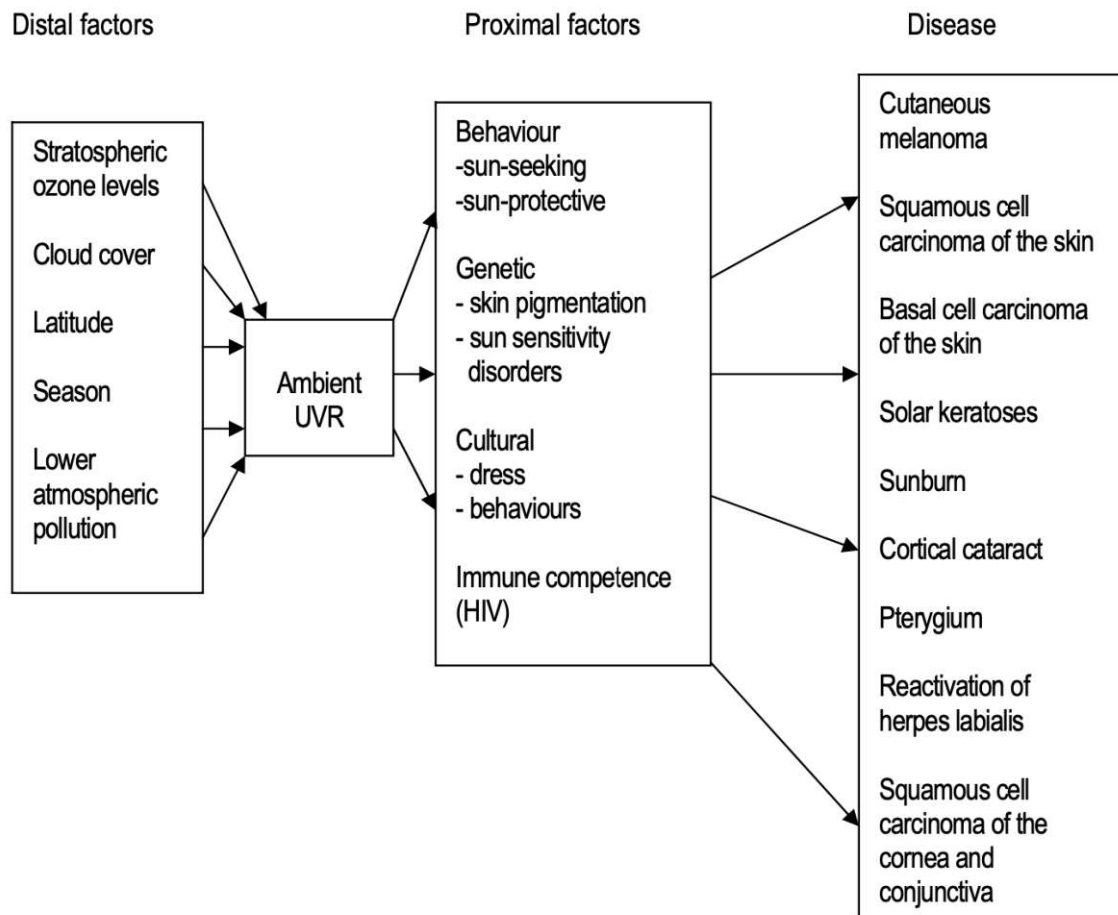 Distal factors
Proximal factors
Disease
Stratospheric
ozone levels
Cloud cover
Latitude
Season
Lower
atmospheric
pollution
Ambient
UVR
Behaviour
-sun-seeking
-sun-protective
Genetic
- skin pigmentation
- sun sensitivity
disorders
Cultural
- dress
- behaviours
Immune competence
(HIV)
Cutaneous
melanoma
Squamous cell
carcinoma of the skin
Basal cell carcinoma
of the skin
Solar keratoses
Sunburn
Cortical cataract
Pterygium
Reactivation of
herpes labialis
Squamous cell
carcinoma of the
cornea and
conjunctiva